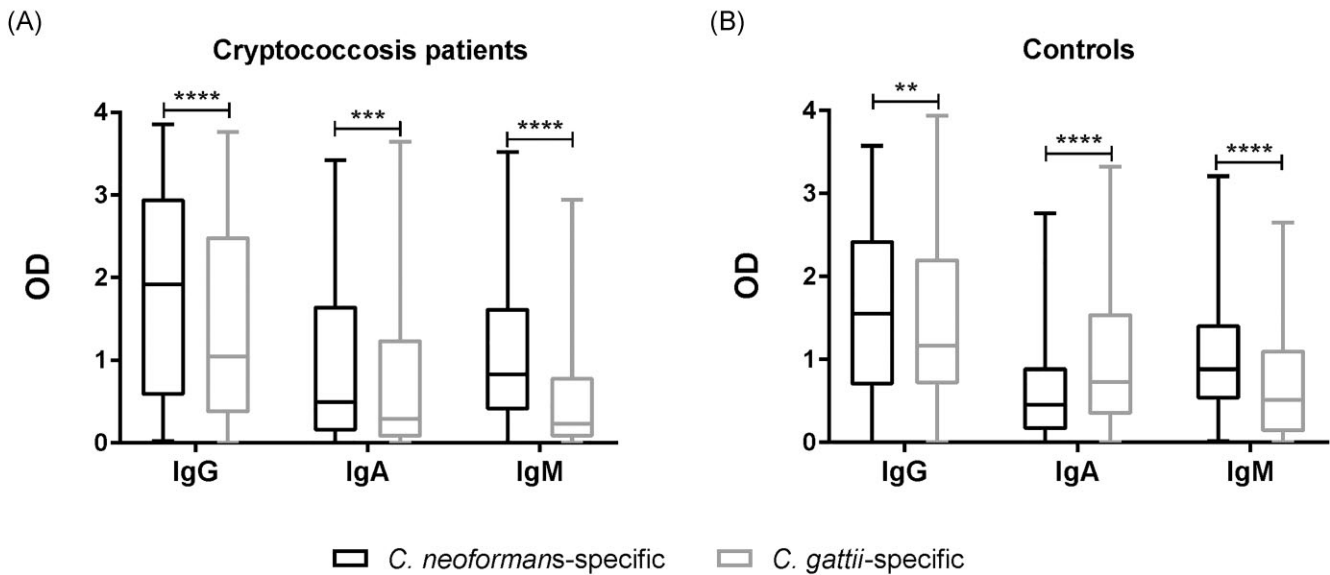 (A)
Cryptococcosis patients
****
***
****
4
3
2
1
0
OD
IgG
IgA
IgM
(B)
Controls
**
****
****
4
3
2
1
0
OD
IgG
IgA
IgM
C. neoformans-specific
C. gattii-specific